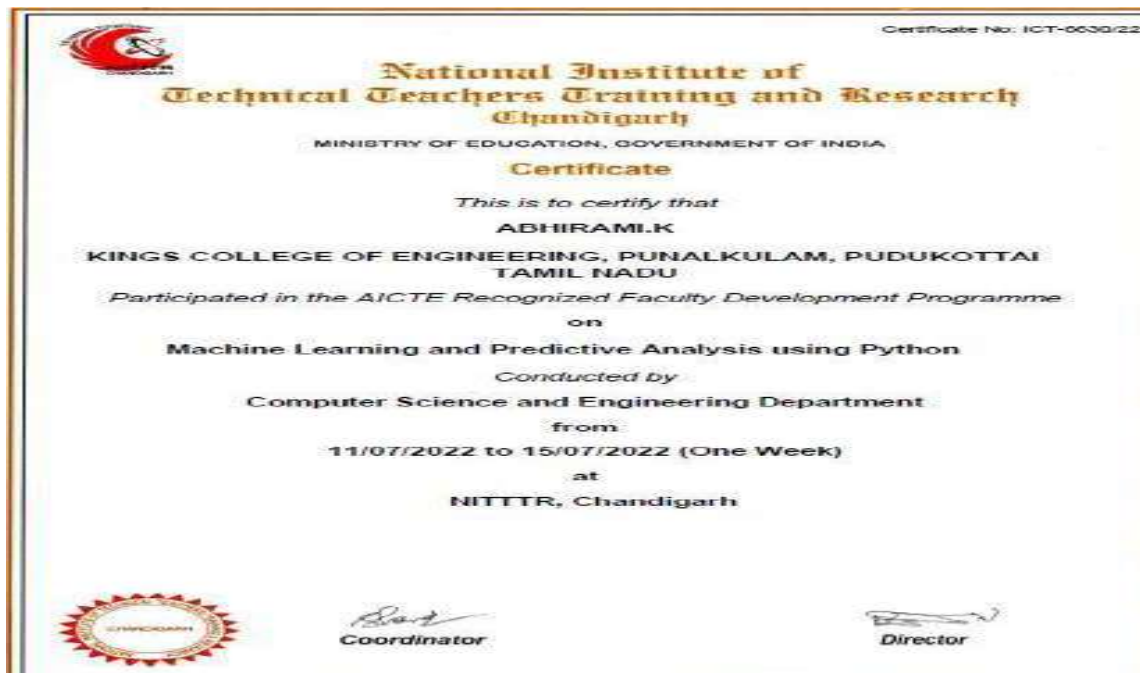 Certificate No: ICT-6630/22
National Institute of
Technical Teachers Training and Research
Chandigarh
MINISTRY OF EDUCATION, GOVERNMENT OF INDIA
Certificate
This is to certify that
ABHIRAMI.K
KINGS COLLEGE OF ENGINEERING, PUNALKULAM, PUDUKOTTAI
TAMIL NADU
Participated in the AICTE Recognized Faculty Development Programme
on
Machine Learning and Predictive Analysis using Python
Conducted by
Computer Science and Engineering Department
from
11/07/2022 to 15/07/2022 (One Week)
at
NITTTR, Chandigarh
CHANDIGARH
Coordinator
Director